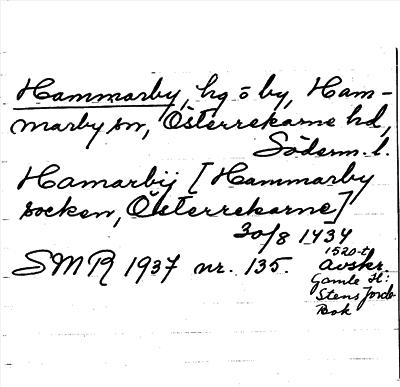 Hammarby, hg ō by, Ham-
marby sn, Österrekarne hd,
Söderm. l.
Hamarbij [Hammarby
socken, Österrekarne]
30/8 1434
SMR 1937 nr. 135.
1520-t.
avskr.
Gamle H:
Stens Jorde
Bok